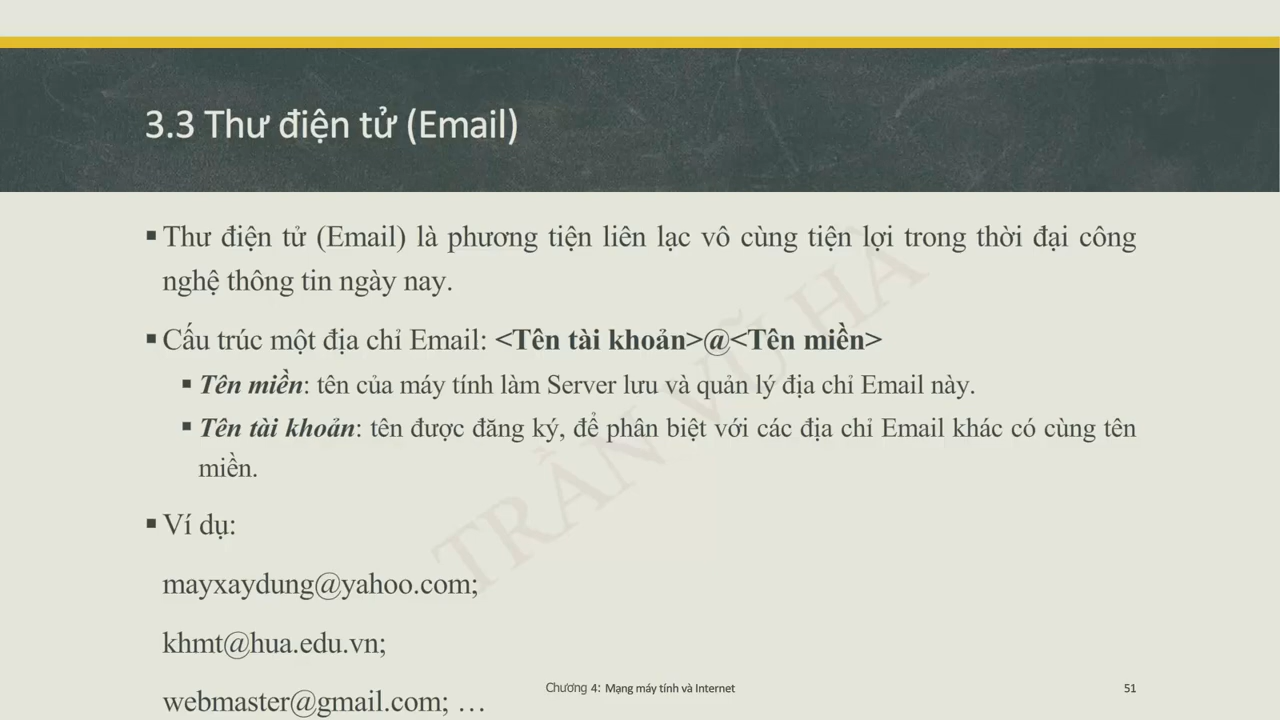 3.3 Thư điện tử (Email)
▪ Thư điện tử (Email) là phương tiện liên lạc vô cùng tiện lợi trong thời đại công
nghệ thông tin ngày nay.
▪ Cấu trúc một địa chỉ Email: <Tên tài khoản>@<Tên miền>
▪ Tên miền: tên của máy tính làm Server lưu và quản lý địa chỉ Email này.
▪ Tên tài khoản: tên được đăng ký, để phân biệt với các địa chỉ Email khác có cùng tên
miền.
▪ Ví dụ:
mayxaydung@yahoo.com;
khmt@hua.edu.vn;
webmaster@gmail.com; …
TRẦN VŨ HÀ
Chương 4: Mạng máy tính và Internet
51